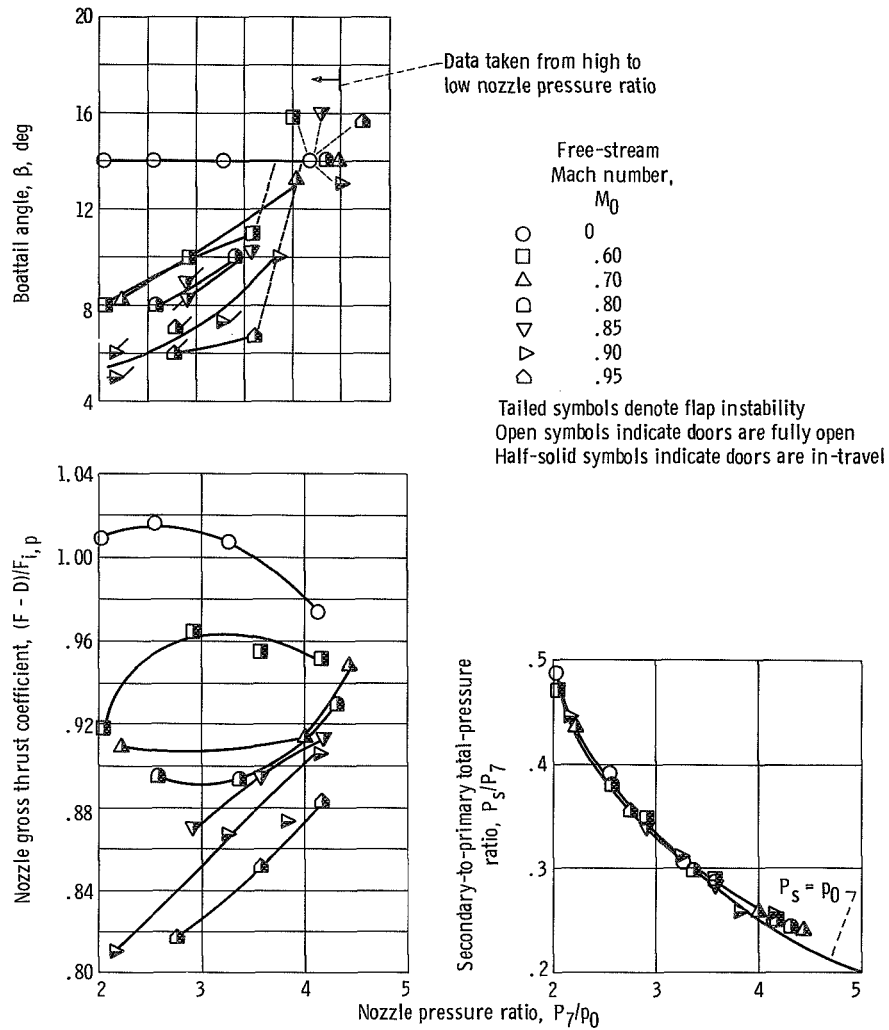 20
16
12
8
4
Boattail angle, β, deg
Data taken from high to
low nozzle pressure ratio
Free-stream
Mach number,
M0
0
.60
.70
.80
.85
.90
.95
Tailed symbols denote flap instability
Open symbols indicate doors are fully open
Half-solid symbols indicate doors are in-travel
1.04
1.00
.96
.92
.88
.84
.80
Nozzle gross thrust coefficient, (F - D)/Fi, p
2
3
4
5
.5
.4
.3
.2
Secondary-to-primary total-pressure
ratio, Ps/P7
Ps = p0
2
3
4
5
Nozzle pressure ratio, P7/p0